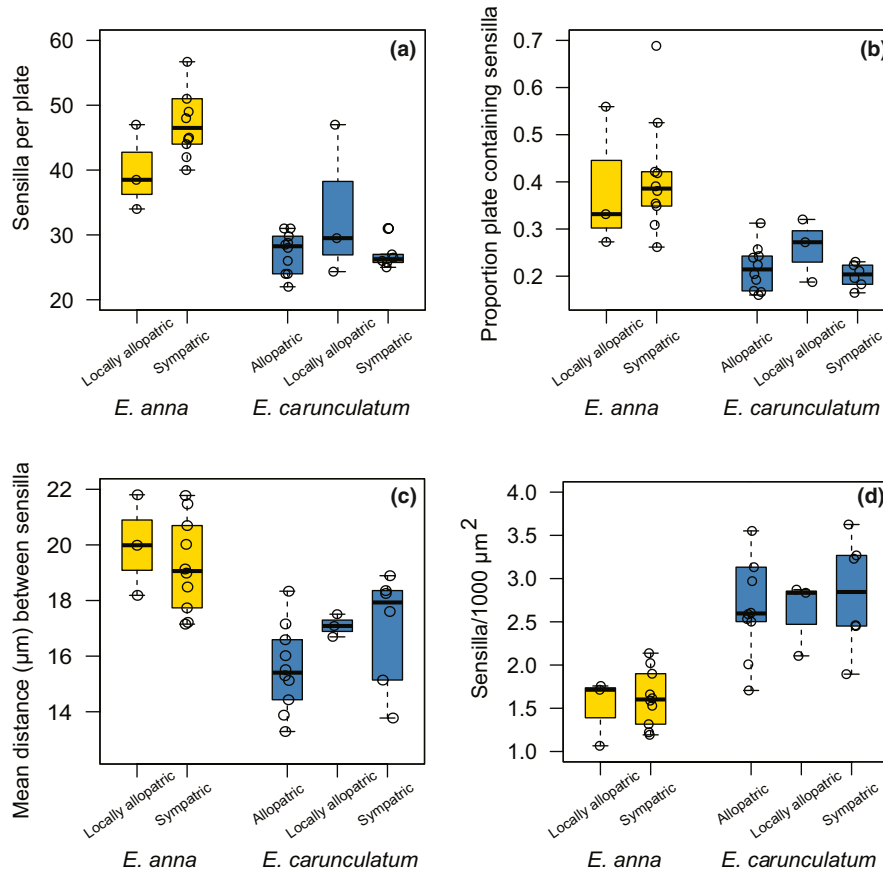 (a)
Sensilla per plate
60
50
40
30
20
Locally allopatric
Sympatric
Allopatric
Locally allopatric
Sympatric
E. anna
E. carunculatum
(b)
Proportion plate containing sensilla
0.7
0.6
0.5
0.4
0.3
0.2
Locally allopatric
Sympatric
Allopatric
Locally allopatric
Sympatric
E. anna
E. carunculatum
(c)
Mean distance (µm) between sensilla
22
20
18
16
14
Locally allopatric
Sympatric
Allopatric
Locally allopatric
Sympatric
E. anna
E. carunculatum
(d)
Sensilla/1000 µm²
4.0
3.5
3.0
2.5
2.0
1.5
1.0
Locally allopatric
Sympatric
Allopatric
Locally allopatric
Sympatric
E. anna
E. carunculatum